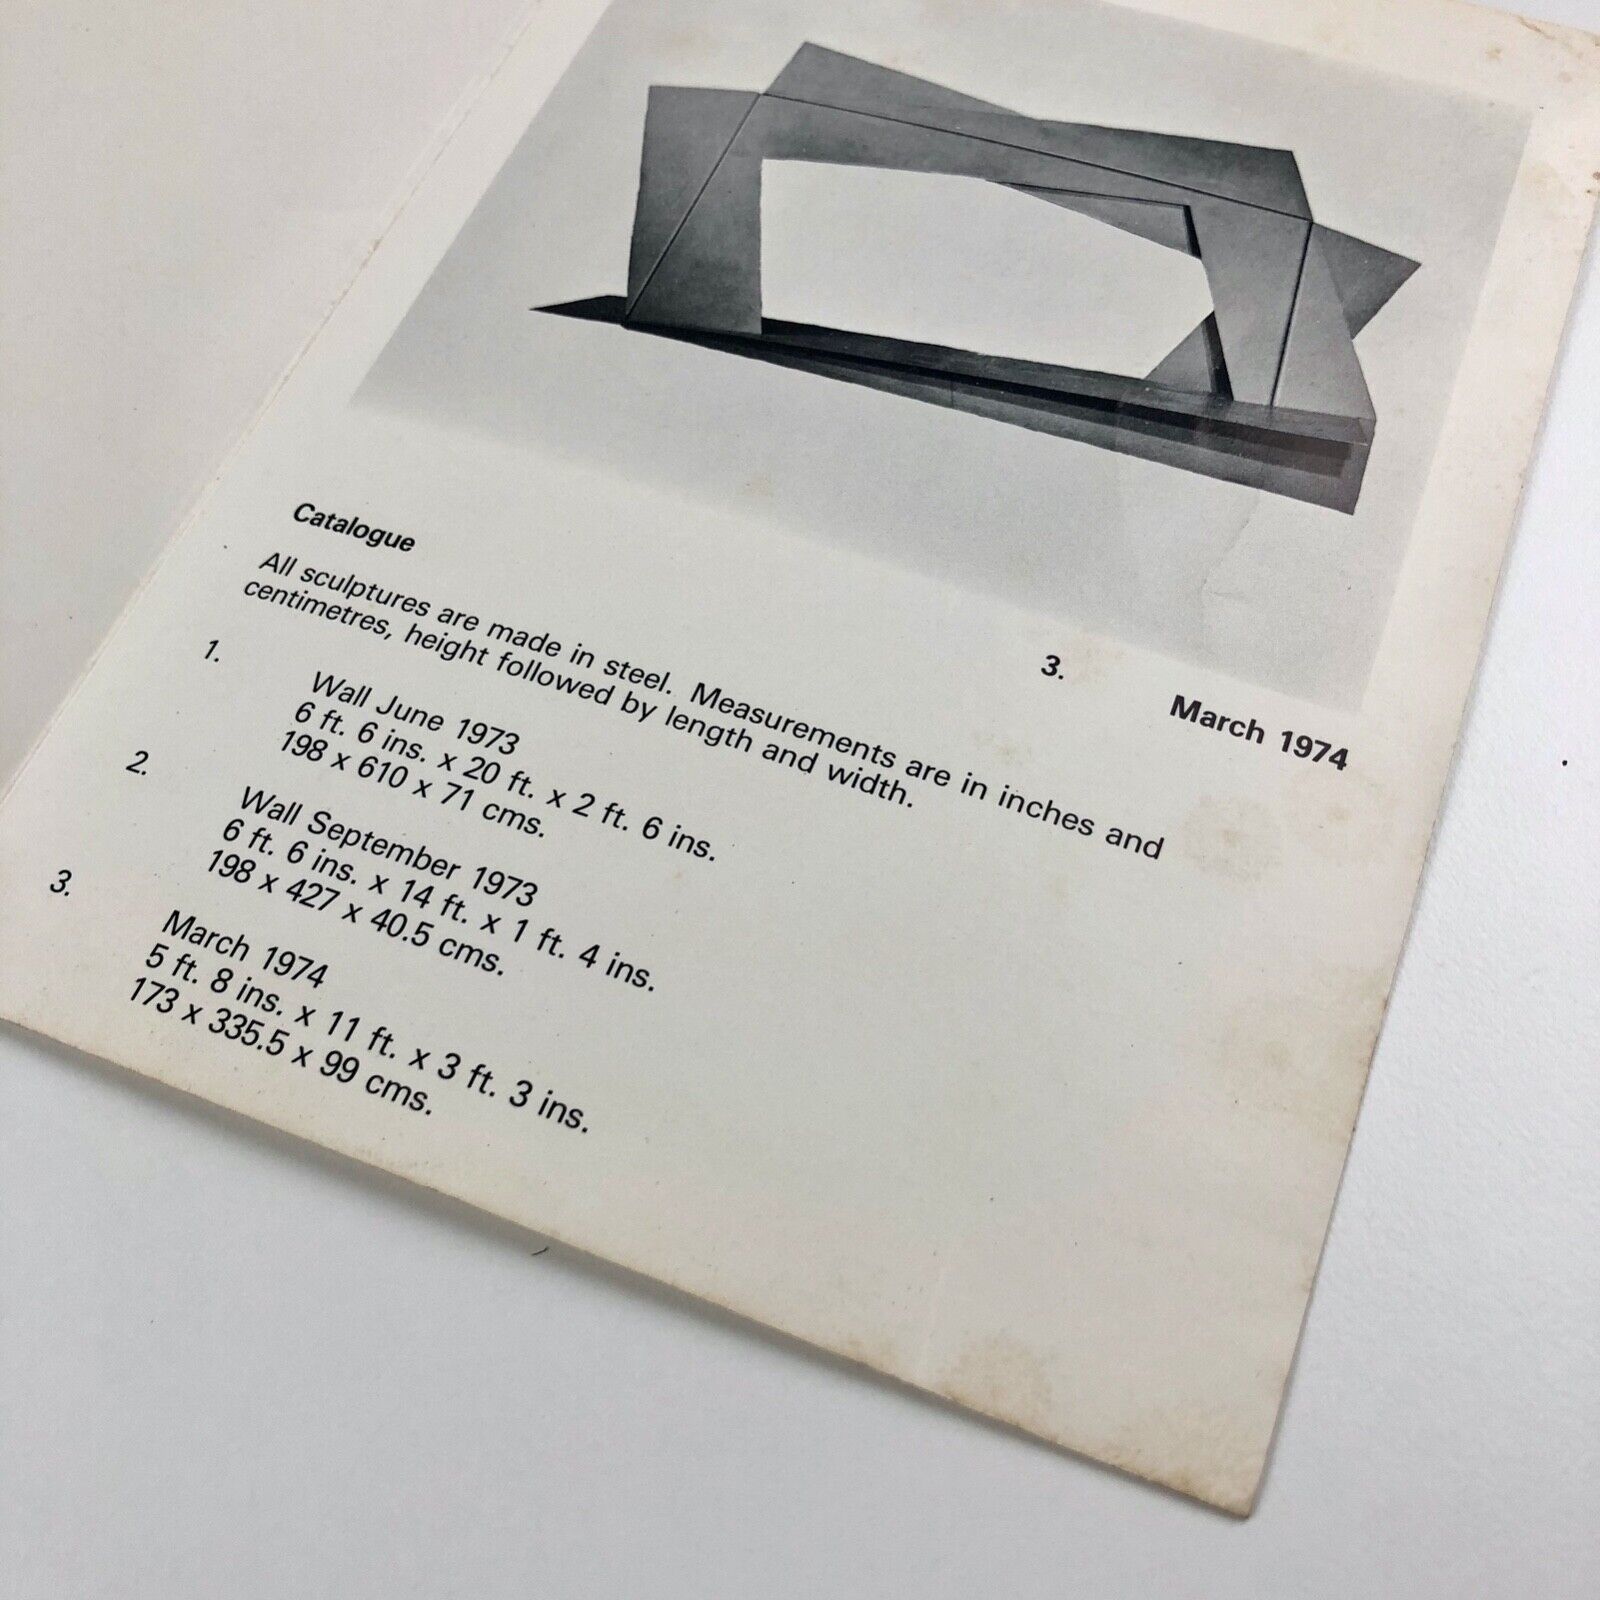 3.
March 1974
Catalogue
All sculptures are made in steel. Measurements are in inches and
centimetres, height followed by length and width.
1.
Wall June 1973
6 ft. 6 ins. x 20 ft. x 2 ft. 6 ins.
198 x 610 x 71 cms.
2.
Wall September 1973
6 ft. 6 ins. x 14 ft. x 1 ft. 4 ins.
198 x 427 x 40.5 cms.
3.
March 1974
5 ft. 8 ins. x 11 ft. x 3 ft. 3 ins.
173 x 335.5 x 99 cms.